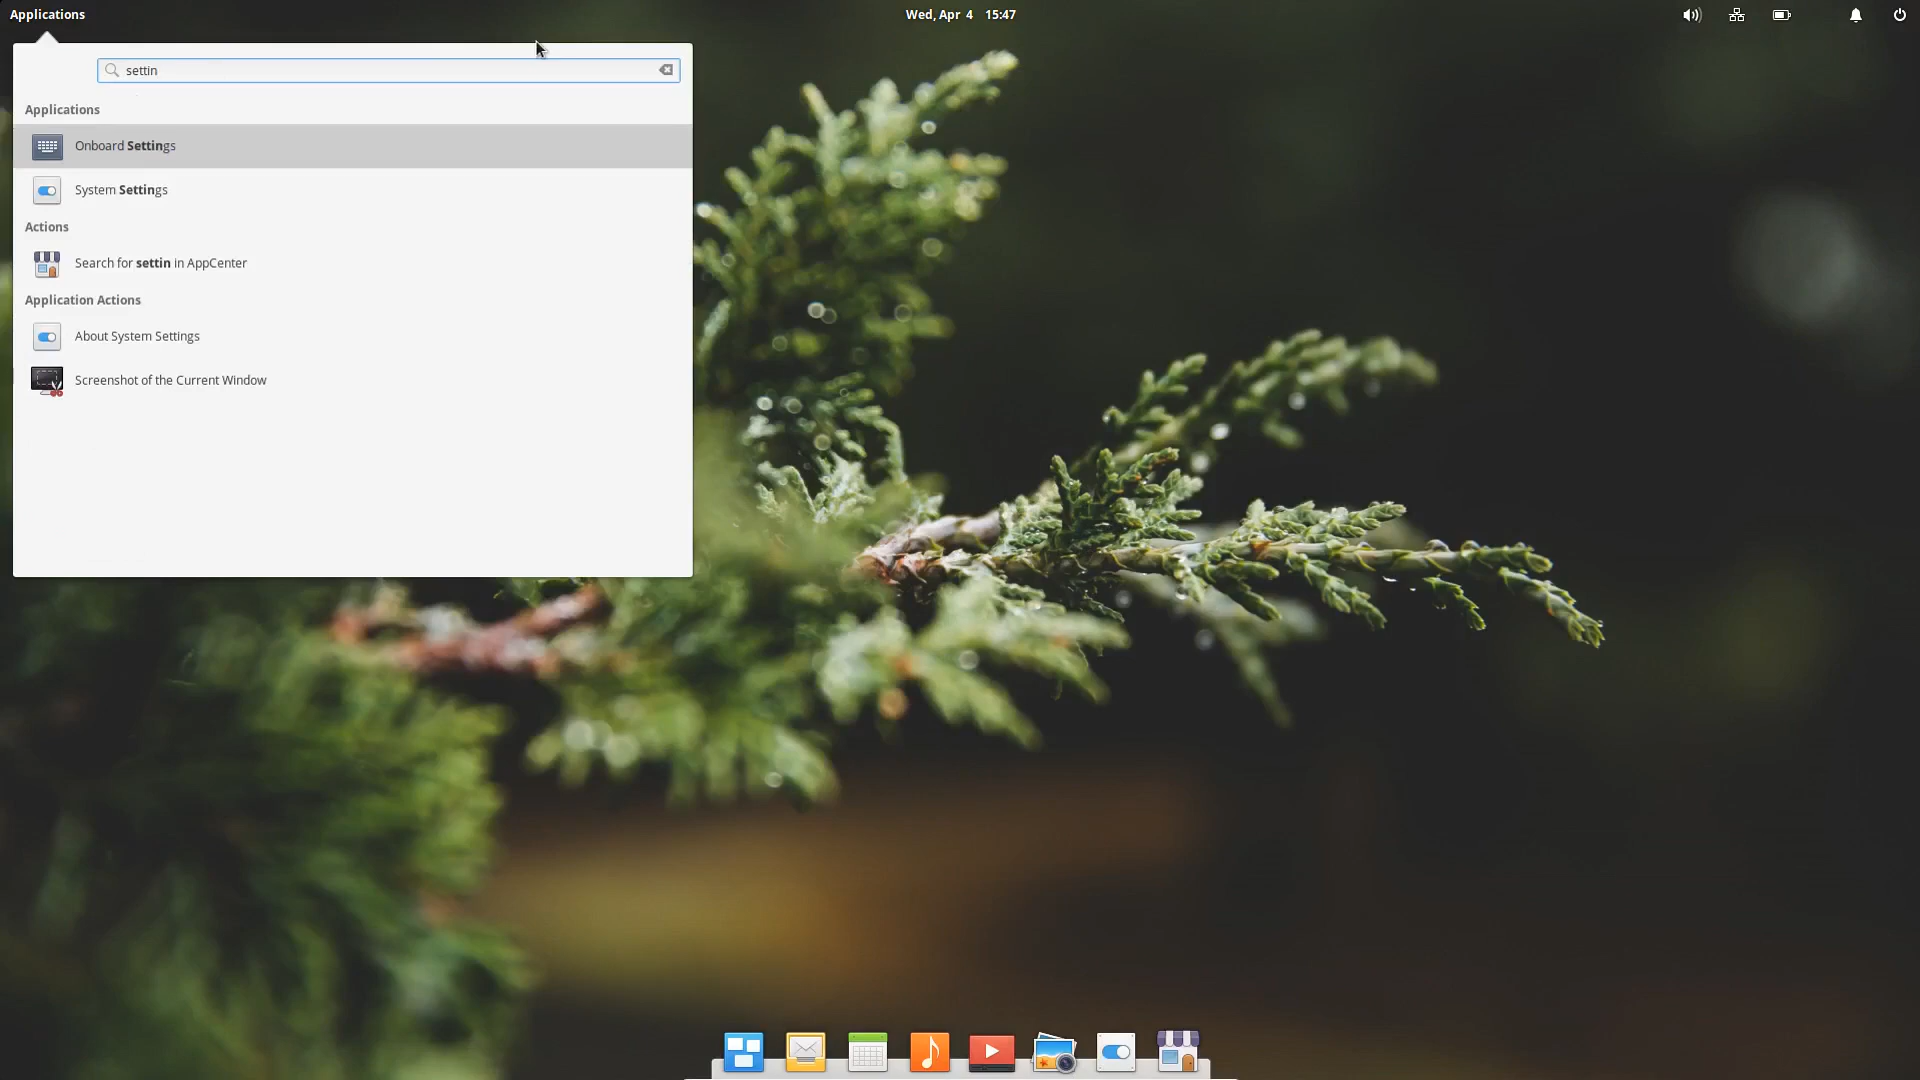 Applications
Wed, Apr 4 15:47
settin
Applications
Onboard Settings
System Settings
Actions
Search for settin in AppCenter
Application Actions
About System Settings
Screenshot of the Current Window